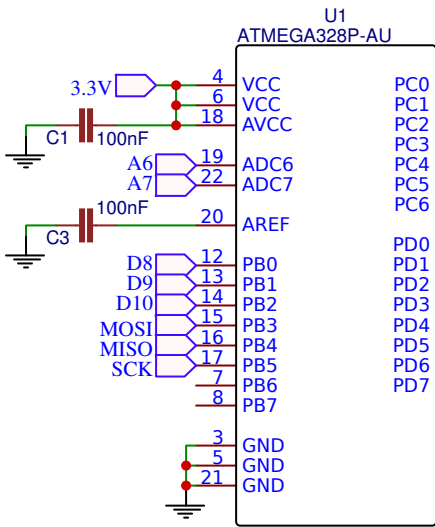 U1
ATMEGA328P-AU
3.3V 4 VCC PC0
6 VCC PC1
18 AVCC PC2
C1 100nF PC3
A6 19 ADC6 PC4
A7 22 ADC7 PC5
100nF PC6
C3 20 AREF
PD0
D8 12 PB0 PD1
D9 13 PB1 PD2
D10 14 PB2 PD3
MOSI 15 PB3 PD4
MISO 16 PB4 PD5
SCK 17 PB5 PD6
7 PB6 PD7
8 PB7
3 GND
5 GND
21 GND